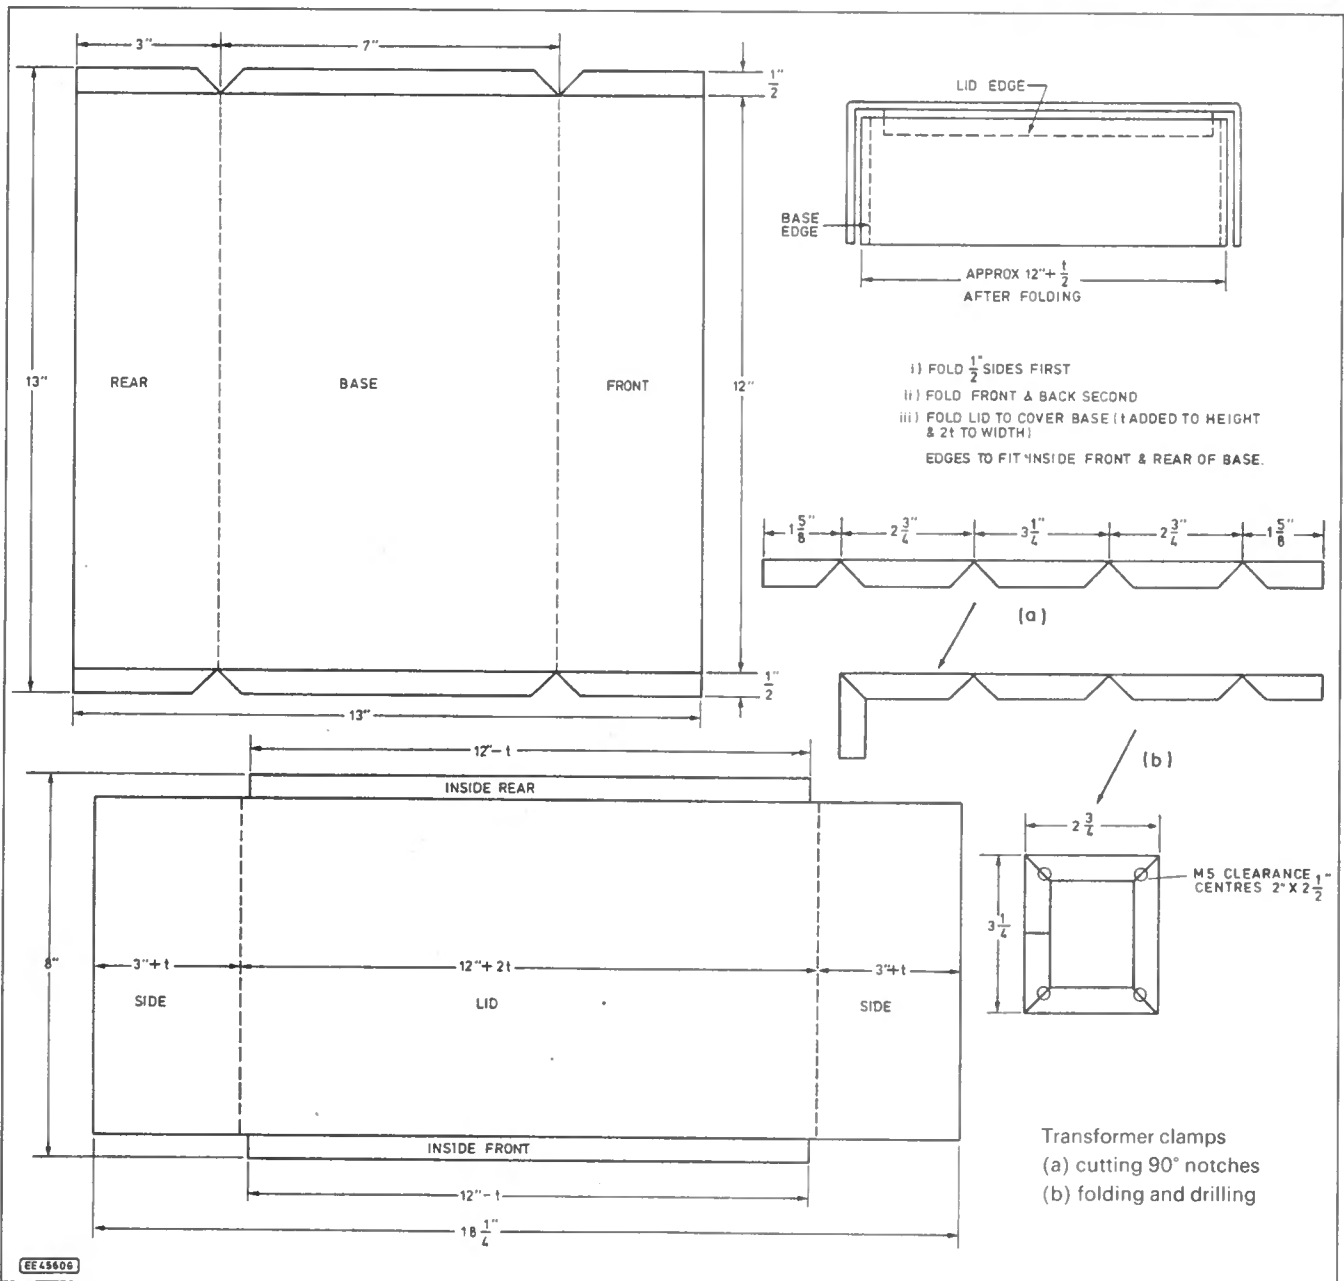 3"
7"
1/2"
13"
REAR
BASE
FRONT
12"
1/2"
13"
LID EDGE
BASE
EDGE
APPROX 12"+ t/2
AFTER FOLDING
i) FOLD 1/2" SIDES FIRST
ii) FOLD FRONT & BACK SECOND
iii) FOLD LID TO COVER BASE (t ADDED TO HEIGHT
& 2t TO WIDTH)
EDGES TO FIT INSIDE FRONT & REAR OF BASE.
1 5/8" 2 3/4" 3 1/4" 2 3/4" 1 5/8"
(a)
(b)
2 3/4
3 1/4
M5 CLEARANCE
CENTRES 2" X 2 1/2"
12"- t
INSIDE REAR
8"
3"+ t
12"+ 2t
3"+t
SIDE
LID
SIDE
INSIDE FRONT
12"- t
18 1/4"
Transformer clamps
(a) cutting 90° notches
(b) folding and drilling
EE4560G